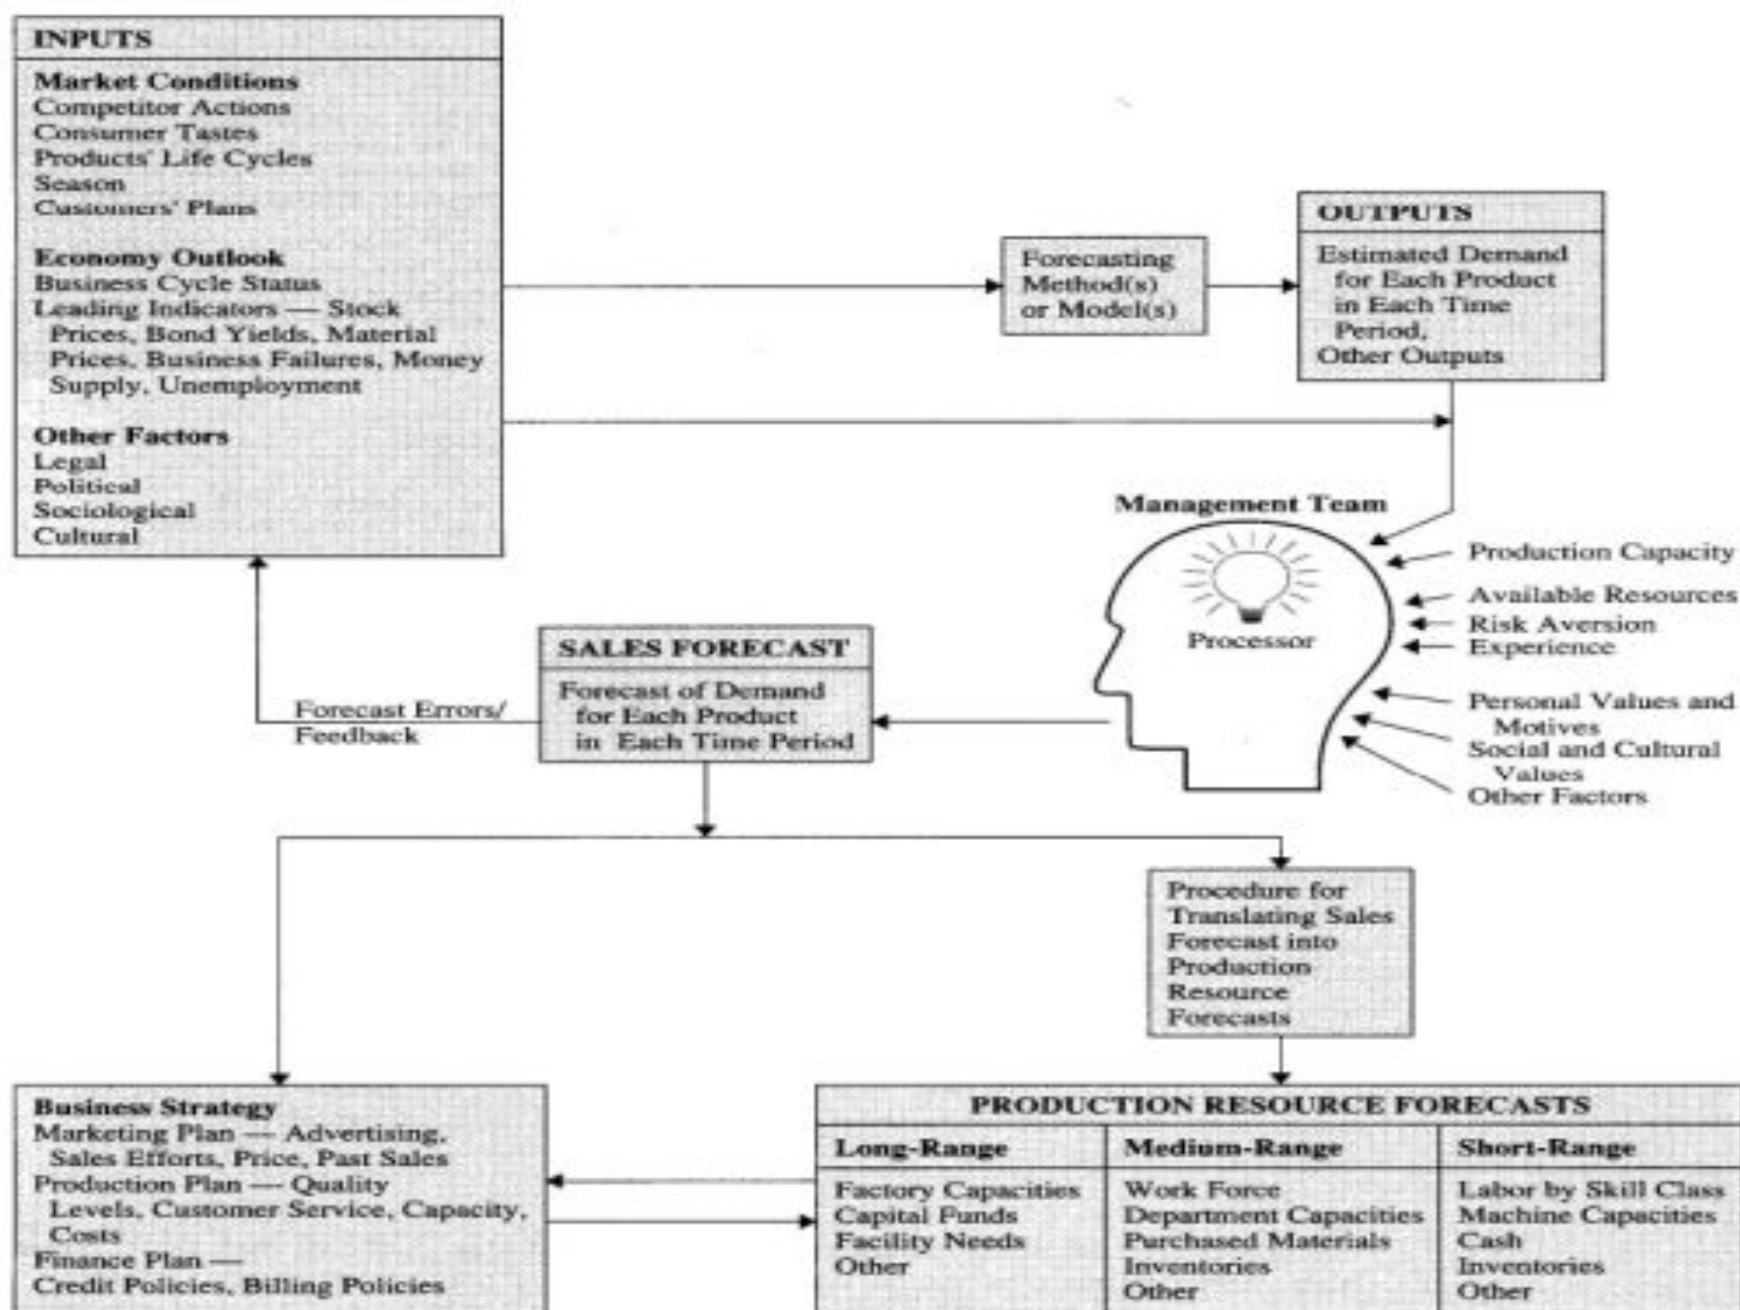 INPUTS
Market Conditions
Competitor Actions
Consumer Tastes
Products' Life Cycles
Season
Customers' Plans
Economy Outlook
Business Cycle Status
Leading Indicators — Stock
Prices, Bond Yields, Material
Prices, Business Failures, Money
Supply, Unemployment
Other Factors
Legal
Political
Sociological
Cultural
Forecasting
Method(s)
or Model(s)
OUTPUTS
Estimated Demand
for Each Product
in Each Time
Period,
Other Outputs
Management Team
Processor
Production Capacity
Available Resources
Risk Aversion
Experience
Personal Values and
Motives
Social and Cultural
Values
Other Factors
SALES FORECAST
Forecast of Demand
for Each Product
in Each Time Period
Forecast Errors/
Feedback
Procedure for
Translating Sales
Forecast into
Production
Resource
Forecasts
Business Strategy
Marketing Plan — Advertising,
Sales Efforts, Price, Past Sales
Production Plan — Quality
Levels, Customer Service, Capacity,
Costs
Finance Plan —
Credit Policies, Billing Policies
PRODUCTION RESOURCE FORECASTS
Long-Range
Factory Capacities
Capital Funds
Facility Needs
Other
Medium-Range
Work Force
Department Capacities
Purchased Materials
Inventories
Other
Short-Range
Labor by Skill Class
Machine Capacities
Cash
Inventories
Other